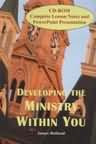 CD-ROM
Complete Lesson Notes and
PowerPoint Presentation
DEVELOPING THE
MINISTRY
WITHIN YOU